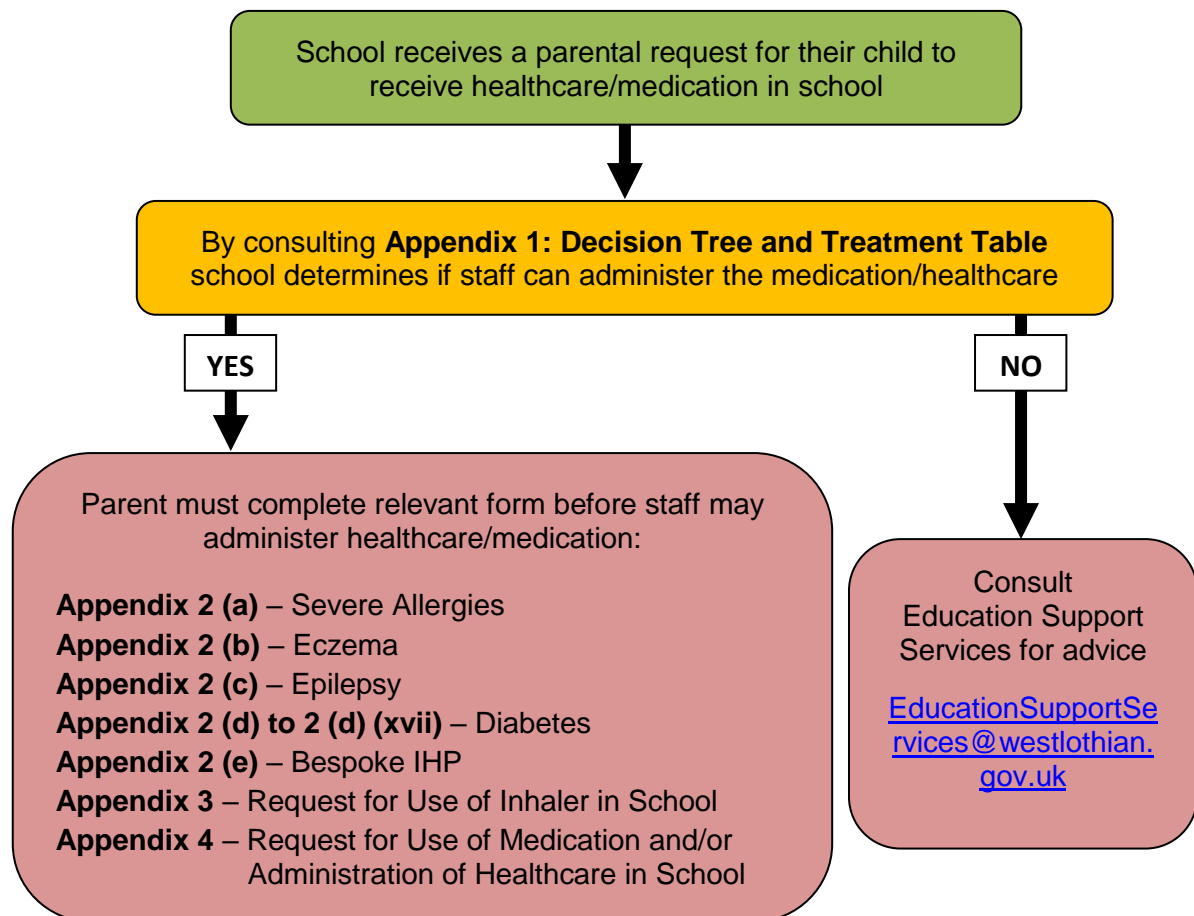 School receives a parental request for their child to
receive healthcare/medication in school
By consulting Appendix 1: Decision Tree and Treatment Table
school determines if staff can administer the medication/healthcare
YES
NO
Parent must complete relevant form before staff may
administer healthcare/medication:
Appendix 2 (a) – Severe Allergies
Appendix 2 (b) – Eczema
Appendix 2 (c) – Epilepsy
Appendix 2 (d) to 2 (d) (xvii) – Diabetes
Appendix 2 (e) – Bespoke IHP
Appendix 3 – Request for Use of Inhaler in School
Appendix 4 – Request for Use of Medication and/or
Administration of Healthcare in School
Consult
Education Support
Services for advice
EducationSupportSe
rvices@westlothian.
gov.uk